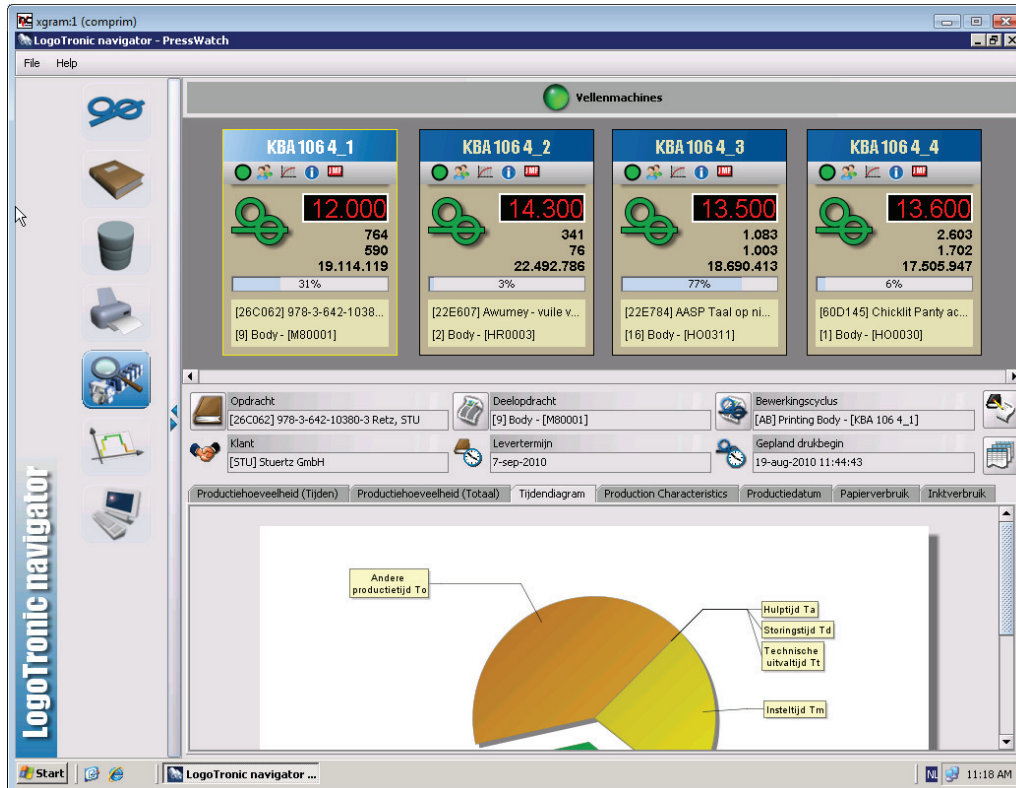 xgram:1 (comprim)
LogoTronic navigator - PressWatch
File Help
Vellenmachines
KBA 106 4_1
12.000
764
590
19.114.119
31%
[26C062] 978-3-642-1038...
[9] Body - [M80001]
KBA 106 4_2
14.300
341
76
22.492.786
3%
[22E607] Awumey - vuile v...
[2] Body - [HR0003]
KBA 106 4_3
13.500
1.083
1.003
18.690.413
77%
[22E784] AASP Taal op ni...
[16] Body - [HO0311]
KBA 106 4_4
13.600
2.603
1.702
17.505.947
6%
[60D145] Chicklit Panty ac...
[1] Body - [HO0030]
Opdracht
[26C062] 978-3-642-10380-3 Retz, STU
Deelopdracht
[9] Body - [M80001]
Bewerkingscyclus
[AB] Printing Body - [KBA 106 4_1]
Klant
[STU] Stuertz GmbH
Levertermijn
7-sep-2010
Gepland drukbegin
19-aug-2010 11:44:43
Productiehoeveelheid (Tijden) Productiehoeveelheid (Totaal) Tijdendiagram Production Characteristics Productiedatum Papierverbruik Inktverbruik
Andere
productietijd To
Hulptijd Ta
Storingstijd Td
Technische
uitvaltijd Tt
Insteltijd Tm
LogoTronic navigator
Start LogoTronic navigator ... NL 11:18 AM